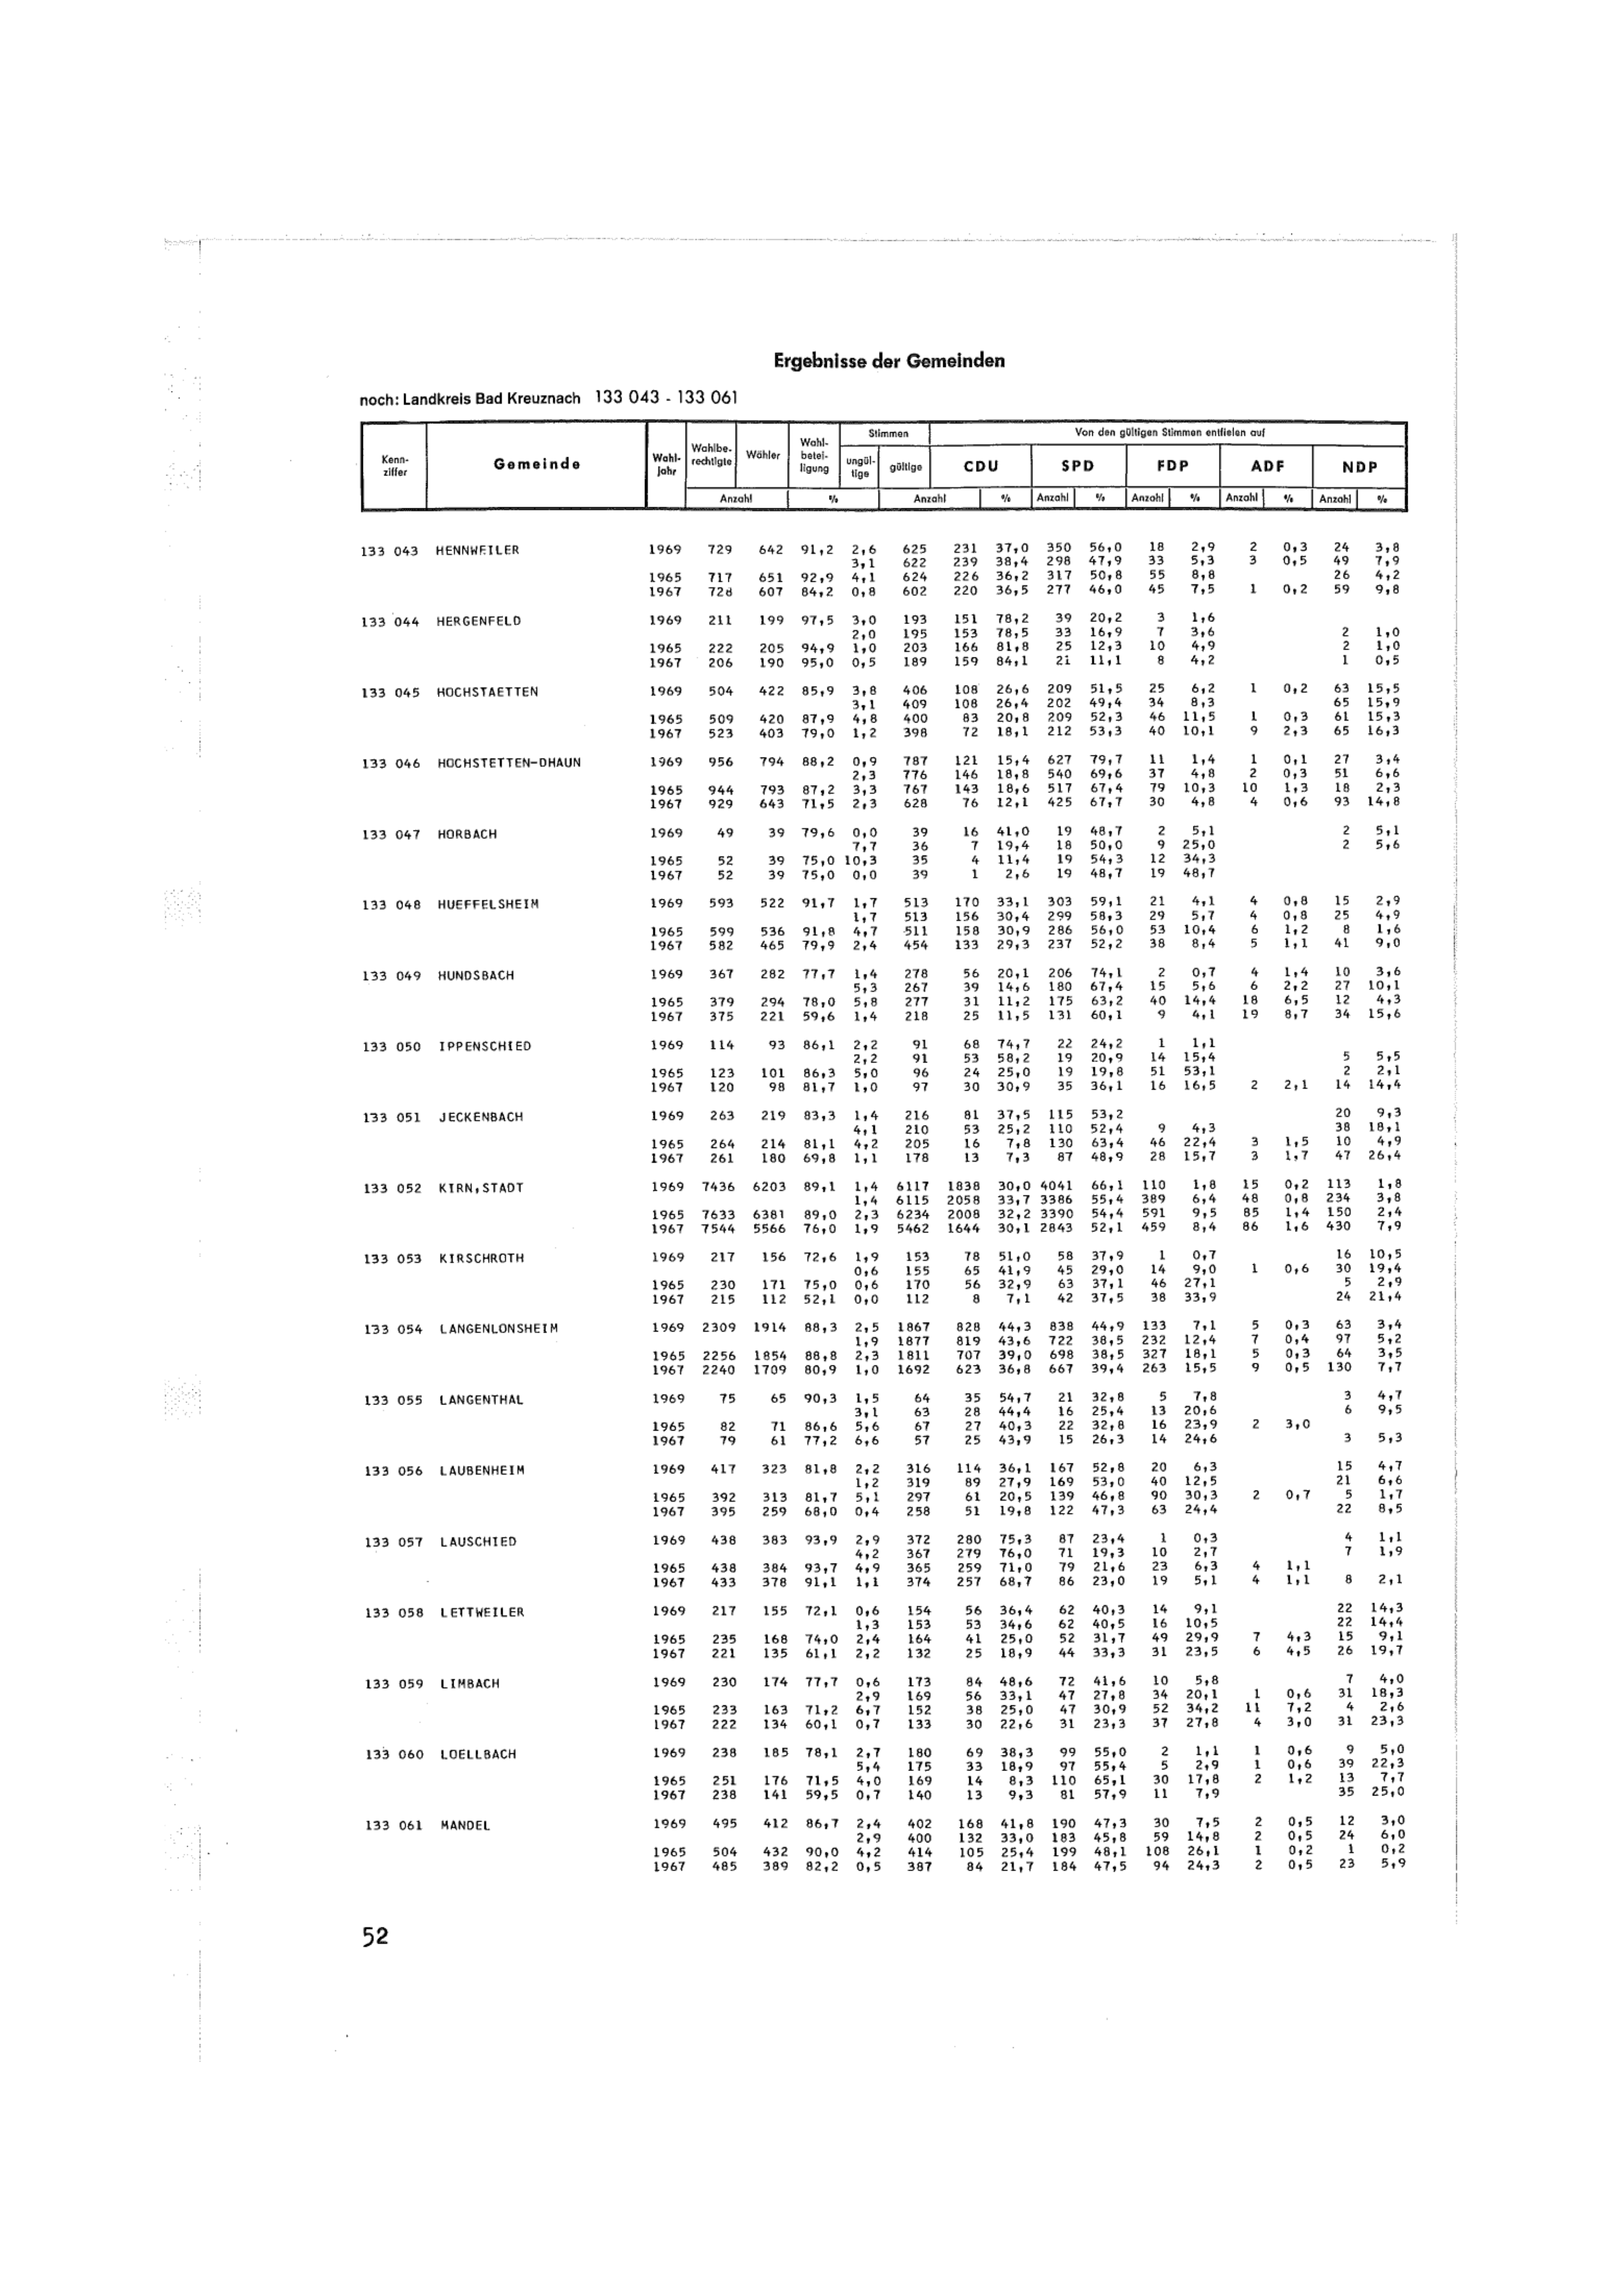 Ergebnisse der Gemeinden
noch: Landkreis Bad Kreuznach 133 043 - 133 061
Kenn-ziffer Gemeinde Wahl-Jahr Wahlbe-rechtigte Wähler Wahl-betei-ligung Stimmen Von den gültigen Stimmen entfielen auf
ungül-tige gültige CDU SPD FDP ADF NDP
Anzahl % Anzahl % Anzahl % Anzahl % Anzahl % Anzahl %
133 043 HENNWEILER 1969 729 642 91,2 2,6 625 231 37,0 350 56,0 18 2,9 2 0,3 24 3,8
3,1 622 239 38,4 298 47,9 33 5,3 3 0,5 49 7,9
1965 717 651 92,9 4,1 624 226 36,2 317 50,8 55 8,8 26 4,2
1967 728 607 84,2 0,8 602 220 36,5 277 46,0 45 7,5 1 0,2 59 9,8
133 044 HERGENFELD 1969 211 199 97,5 3,0 193 151 78,2 39 20,2 3 1,6
2,0 195 153 78,5 33 16,9 7 3,6 2 1,0
1965 222 205 94,9 1,0 203 166 81,8 25 12,3 10 4,9 2 1,0
1967 206 190 95,0 0,5 189 159 84,1 21 11,1 8 4,2 1 0,5
133 045 HOCHSTAETTEN 1969 504 422 85,9 3,8 406 108 26,6 209 51,5 25 6,2 1 0,2 63 15,5
3,1 409 108 26,4 202 49,4 34 8,3 65 15,9
1965 509 420 87,9 4,8 400 83 20,8 209 52,3 46 11,5 1 0,3 61 15,3
1967 523 403 79,0 1,2 398 72 18,1 212 53,3 40 10,1 9 2,3 65 16,3
133 046 HOCHSTETTEN-DHAUN 1969 956 794 88,2 0,9 787 121 15,4 627 79,7 11 1,4 1 0,1 27 3,4
2,3 776 146 18,8 540 69,6 37 4,8 2 0,3 51 6,6
1965 944 793 87,2 3,3 767 143 18,6 517 67,4 79 10,3 10 1,3 18 2,3
1967 929 643 71,5 2,3 628 76 12,1 425 67,7 30 4,8 4 0,6 93 14,8
133 047 HORBACH 1969 49 39 79,6 0,0 39 16 41,0 19 48,7 2 5,1 2 5,1
7,7 36 7 19,4 18 50,0 9 25,0 2 5,6
1965 52 39 75,0 10,3 35 4 11,4 19 54,3 12 34,3
1967 52 39 75,0 0,0 39 1 2,6 19 48,7 19 48,7
133 048 HUEFFELSHEIM 1969 593 522 91,7 1,7 513 170 33,1 303 59,1 21 4,1 4 0,8 15 2,9
1,7 513 156 30,4 299 58,3 29 5,7 4 0,8 25 4,9
1965 599 536 91,8 4,7 511 158 30,9 286 56,0 53 10,4 6 1,2 8 1,6
1967 582 465 79,9 2,4 454 133 29,3 237 52,2 38 8,4 5 1,1 41 9,0
133 049 HUNDSBACH 1969 367 282 77,7 1,4 278 56 20,1 206 74,1 2 0,7 4 1,4 10 3,6
5,3 267 39 14,6 180 67,4 15 5,6 6 2,2 27 10,1
1965 379 294 78,0 5,8 277 31 11,2 175 63,2 40 14,4 18 6,5 12 4,3
1967 375 221 59,6 1,4 218 25 11,5 131 60,1 9 4,1 19 8,7 34 15,6
133 050 IPPENSCHIED 1969 114 93 86,1 2,2 91 68 74,7 22 24,2 1 1,1
2,2 91 53 58,2 19 20,9 14 15,4 5 5,5
1965 123 101 86,3 5,0 96 24 25,0 19 19,8 51 53,1 2 2,1
1967 120 98 81,7 1,0 97 30 30,9 35 36,1 16 16,5 2 2,1 14 14,4
133 051 JECKENBACH 1969 263 219 83,3 1,4 216 81 37,5 115 53,2 20 9,3
4,1 210 53 25,2 110 52,4 9 4,3 38 18,1
1965 264 214 81,1 4,2 205 16 7,8 130 63,4 46 22,4 3 1,5 10 4,9
1967 261 180 69,8 1,1 178 13 7,3 87 48,9 28 15,7 3 1,7 47 26,4
133 052 KIRN,STADT 1969 7436 6203 89,1 1,4 6117 1838 30,0 4041 66,1 110 1,8 15 0,2 113 1,8
1,4 6115 2058 33,7 3386 55,4 389 6,4 48 0,8 234 3,8
1965 7633 6381 89,0 2,3 6234 2008 32,2 3390 54,4 591 9,5 85 1,4 150 2,4
1967 7544 5566 76,0 1,9 5462 1644 30,1 2843 52,1 459 8,4 86 1,6 430 7,9
133 053 KIRSCHROTH 1969 217 156 72,6 1,9 153 78 51,0 58 37,9 1 0,7 16 10,5
0,6 155 65 41,9 45 29,0 14 9,0 1 0,6 30 19,4
1965 230 171 75,0 0,6 170 56 32,9 63 37,1 46 27,1 5 2,9
1967 215 112 52,1 0,0 112 8 7,1 42 37,5 38 33,9 24 21,4
133 054 LANGENLONSHEIM 1969 2309 1914 88,3 2,5 1867 828 44,3 838 44,9 133 7,1 5 0,3 63 3,4
1,9 1877 819 43,6 722 38,5 232 12,4 7 0,4 97 5,2
1965 2256 1854 88,8 2,3 1811 707 39,0 698 38,5 327 18,1 5 0,3 64 3,5
1967 2240 1709 80,9 1,0 1692 623 36,8 667 39,4 263 15,5 9 0,5 130 7,7
133 055 LANGENTHAL 1969 75 65 90,3 1,5 64 35 54,7 21 32,8 5 7,8 3 4,7
3,1 63 28 44,4 16 25,4 13 20,6 6 9,5
1965 82 71 86,6 5,6 67 27 40,3 22 32,8 16 23,9 2 3,0
1967 79 61 77,2 6,6 57 25 43,9 15 26,3 14 24,6 3 5,3
133 056 LAUBENHEIM 1969 417 323 81,8 2,2 316 114 36,1 167 52,8 20 6,3 15 4,7
1,2 319 89 27,9 169 53,0 40 12,5 21 6,6
1965 392 313 81,7 5,1 297 61 20,5 139 46,8 90 30,3 2 0,7 5 1,7
1967 395 259 68,0 0,4 258 51 19,8 122 47,3 63 24,4 22 8,5
133 057 LAUSCHIED 1969 438 383 93,9 2,9 372 280 75,3 87 23,4 1 0,3 4 1,1
4,2 367 279 76,0 71 19,3 10 2,7 7 1,9
1965 438 384 93,7 4,9 365 259 71,0 79 21,6 23 6,3 4 1,1
1967 433 378 91,1 1,1 374 257 68,7 86 23,0 19 5,1 4 1,1 8 2,1
133 058 LETTWEILER 1969 217 155 72,1 0,6 154 56 36,4 62 40,3 14 9,1 22 14,3
1,3 153 53 34,6 62 40,5 16 10,5 22 14,4
1965 235 168 74,0 2,4 164 41 25,0 52 31,7 49 29,9 7 4,3 15 9,1
1967 221 135 61,1 2,2 132 25 18,9 44 33,3 31 23,5 6 4,5 26 19,7
133 059 LIMBACH 1969 230 174 77,7 0,6 173 84 48,6 72 41,6 10 5,8 7 4,0
2,9 169 56 33,1 47 27,8 34 20,1 1 0,6 31 18,3
1965 233 163 71,2 6,7 152 38 25,0 47 30,9 52 34,2 11 7,2 4 2,6
1967 222 134 60,1 0,7 133 30 22,6 31 23,3 37 27,8 4 3,0 31 23,3
133 060 LOELLBACH 1969 238 185 78,1 2,7 180 69 38,3 99 55,0 2 1,1 1 0,6 9 5,0
5,4 175 33 18,9 97 55,4 5 2,9 1 0,6 39 22,3
1965 251 176 71,5 4,0 169 14 8,3 110 65,1 30 17,8 2 1,2 13 7,7
1967 238 141 59,5 0,7 140 13 9,3 81 57,9 11 7,9 35 25,0
133 061 MANDEL 1969 495 412 86,7 2,4 402 168 41,8 190 47,3 30 7,5 2 0,5 12 3,0
2,9 400 132 33,0 183 45,8 59 14,8 2 0,5 24 6,0
1965 504 432 90,0 4,2 414 105 25,4 199 48,1 108 26,1 1 0,2 1 0,2
1967 485 389 82,2 0,5 387 84 21,7 184 47,5 94 24,3 2 0,5 23 5,9
52